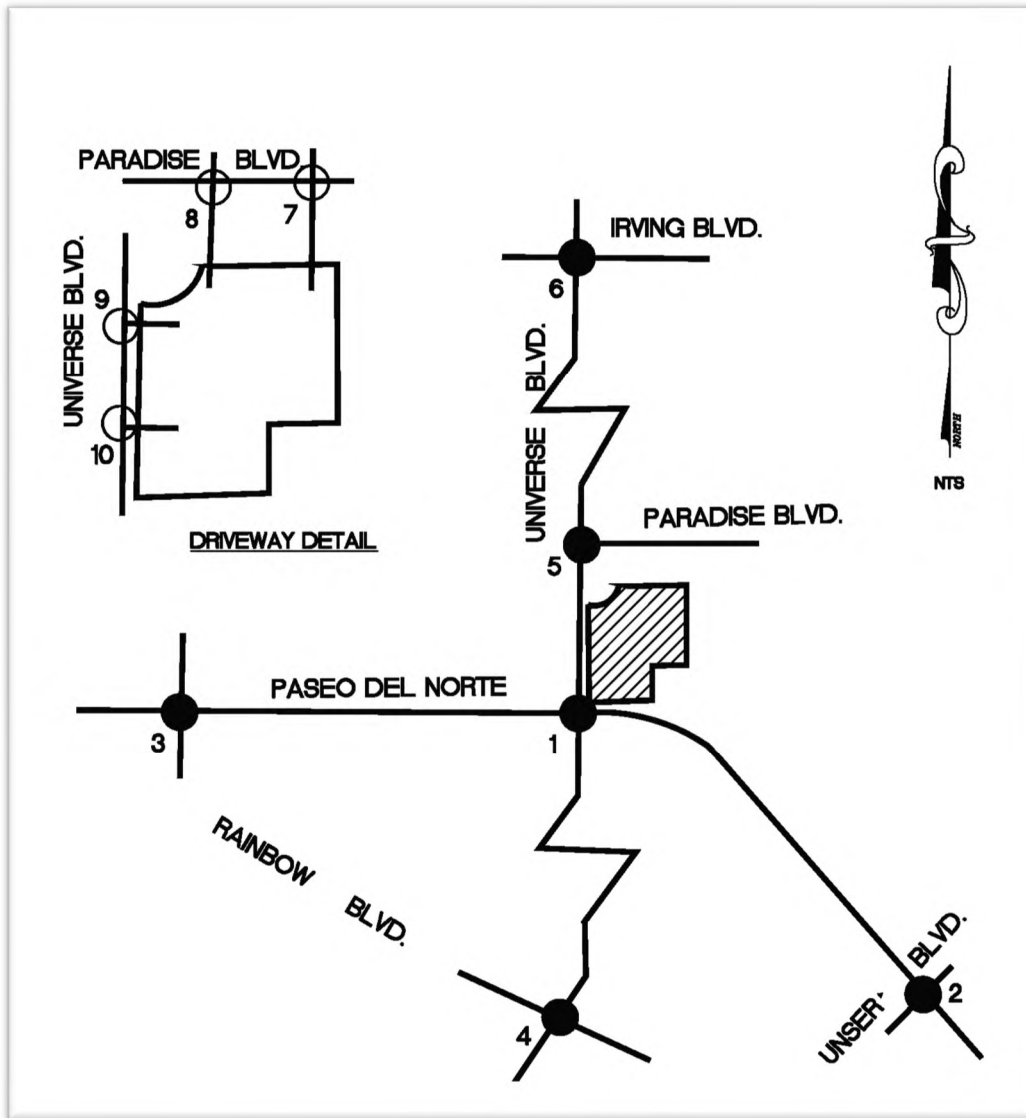 PARADISE BLVD.
8
7
UNIVERSE BLVD.
9
10
DRIVEWAY DETAIL
IRVING BLVD.
6
UNIVERSE BLVD.
PARADISE BLVD.
5
NORTH
NTS
PASEO DEL NORTE
3
1
RAINBOW BLVD.
4
UNSER BLVD.
2